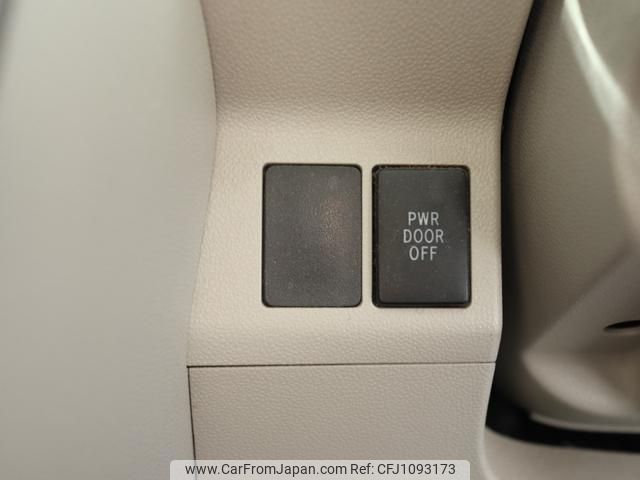 PWR
DOOR
OFF
www.CarFromJapan.com - Ref: CFJ1093173